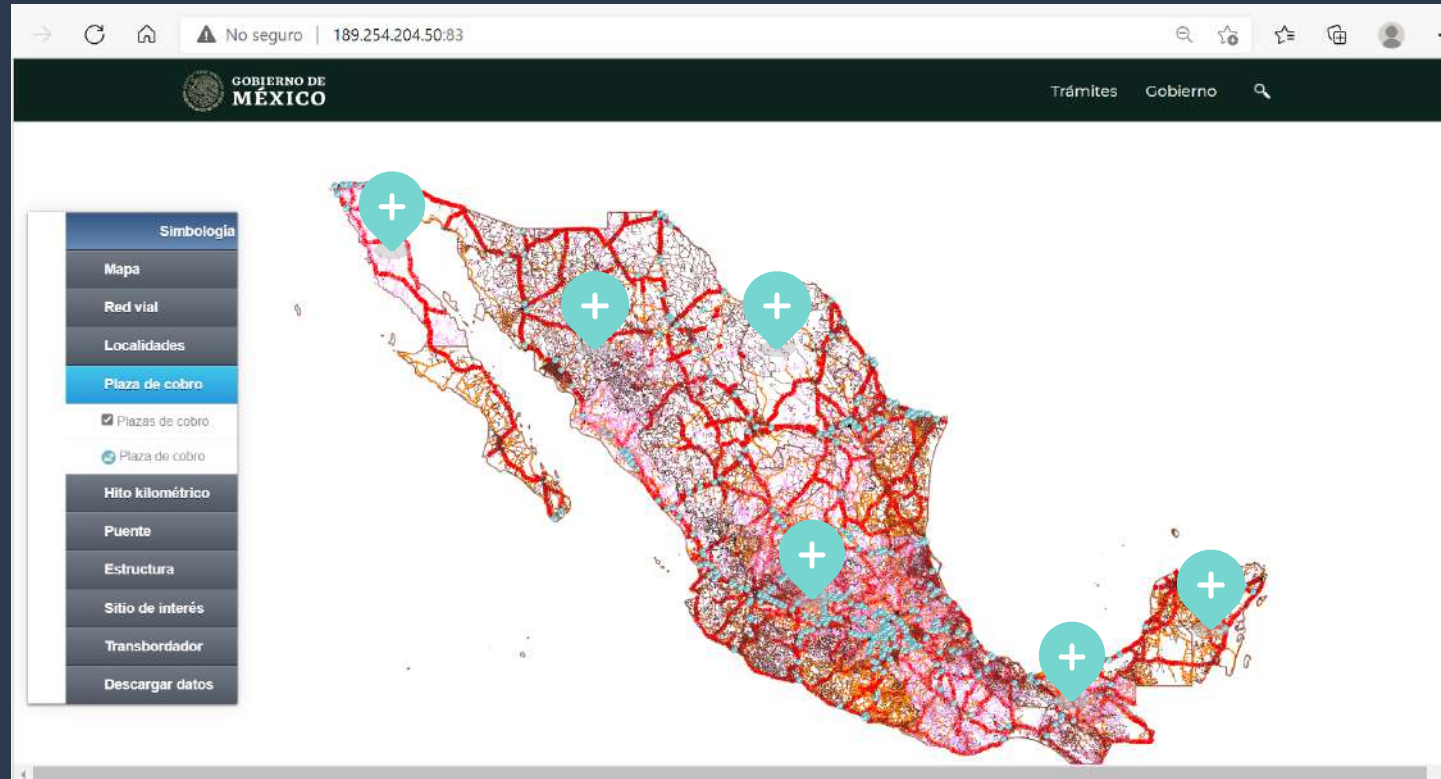 No seguro | 189.254.204.50:83
GOBIERNO DE
MÉXICO
Trámites Gobierno
Simbología
Mapa
Red vial
Localidades
Plaza de cobro
Plazas de cobro
Plaza de cobro
Hito kilométrico
Puente
Estructura
Sitio de interés
Transbordador
Descargar datos